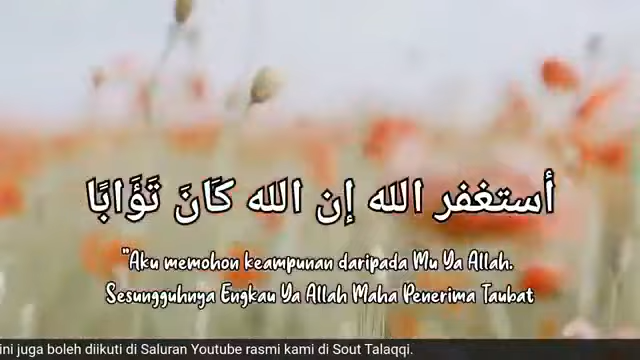 أستغفر الله إن الله كَانَ تَؤَابًا
"Aku memohon keampunan daripada Mu Ya Allah.
Sesungguhnya Engkau Ya Allah Maha Penerima Taubat
ini juga boleh diikuti di Saluran Youtube rasmi kami di Sout Talaqqi.